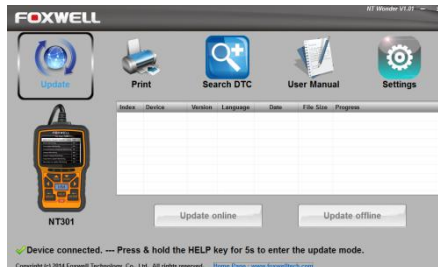 NT Wonder V1.01
FOXWELL
Update Print Search DTC User Manual Settings
Index Device Version Language Date File Size Progress
FOXWELL
NT301
Update online Update offline
Device connected. --- Press & hold the HELP key for 5s to enter the update mode.
Copyright (c) 2014 Foxwell Technology Co., Ltd. All rights reserved. Home Page : www.foxwelltech.com